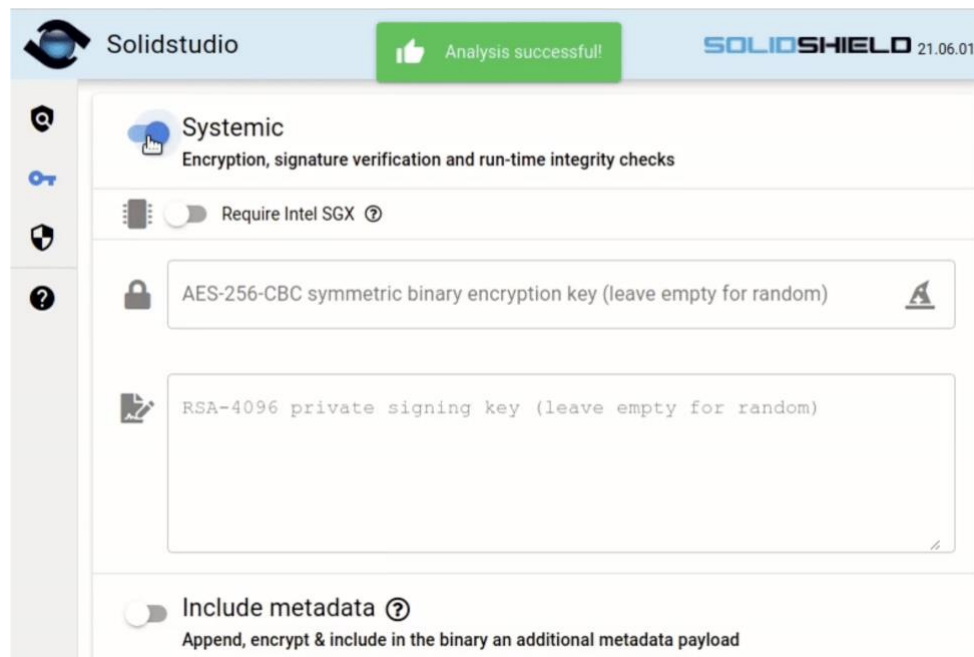 Solidstudio
Analysis successful!
SOLIDSHIELD 21.06.01
Systemic
Encryption, signature verification and run-time integrity checks
Require Intel SGX ?
AES-256-CBC symmetric binary encryption key (leave empty for random)
RSA-4096 private signing key (leave empty for random)
Include metadata ?
Append, encrypt & include in the binary an additional metadata payload